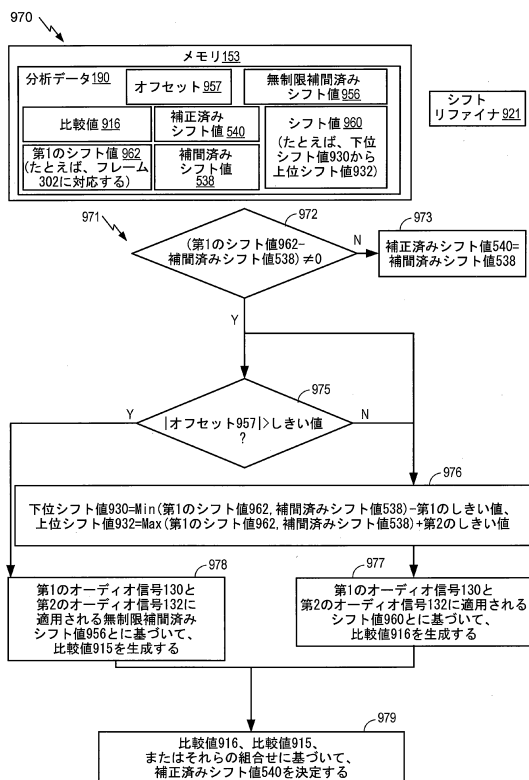 970
メモリ153
分析データ190
オフセット957
無制限補間済み
シフト値956
比較値916
補正済み
シフト値540
シフト値960
(たとえば、下位
シフト値930から
上位シフト値932)
第1のシフト値962
(たとえば、フレーム
302に対応する)
補間済み
シフト値
538
シフト
リファイナ921
971
972
(第1のシフト値962−
補間済みシフト値538)≠0
N
973
補正済みシフト値540=
補間済みシフト値538
Y
975
Y
|オフセット957|>しきい値
?
N
976
下位シフト値930=Min(第1のシフト値962,補間済みシフト値538)−第1のしきい値、
上位シフト値932=Max(第1のシフト値962,補間済みシフト値538)+第2のしきい値
978
第1のオーディオ信号130と
第2のオーディオ信号132に
適用される無制限補間済み
シフト値956とに基づいて、
比較値915を生成する
977
第1のオーディオ信号130と
第2のオーディオ信号132に適用される
シフト値960とに基づいて、
比較値916を生成する
979
比較値916、比較値915、
またはそれらの組合せに基づいて、
補正済みシフト値540を決定する